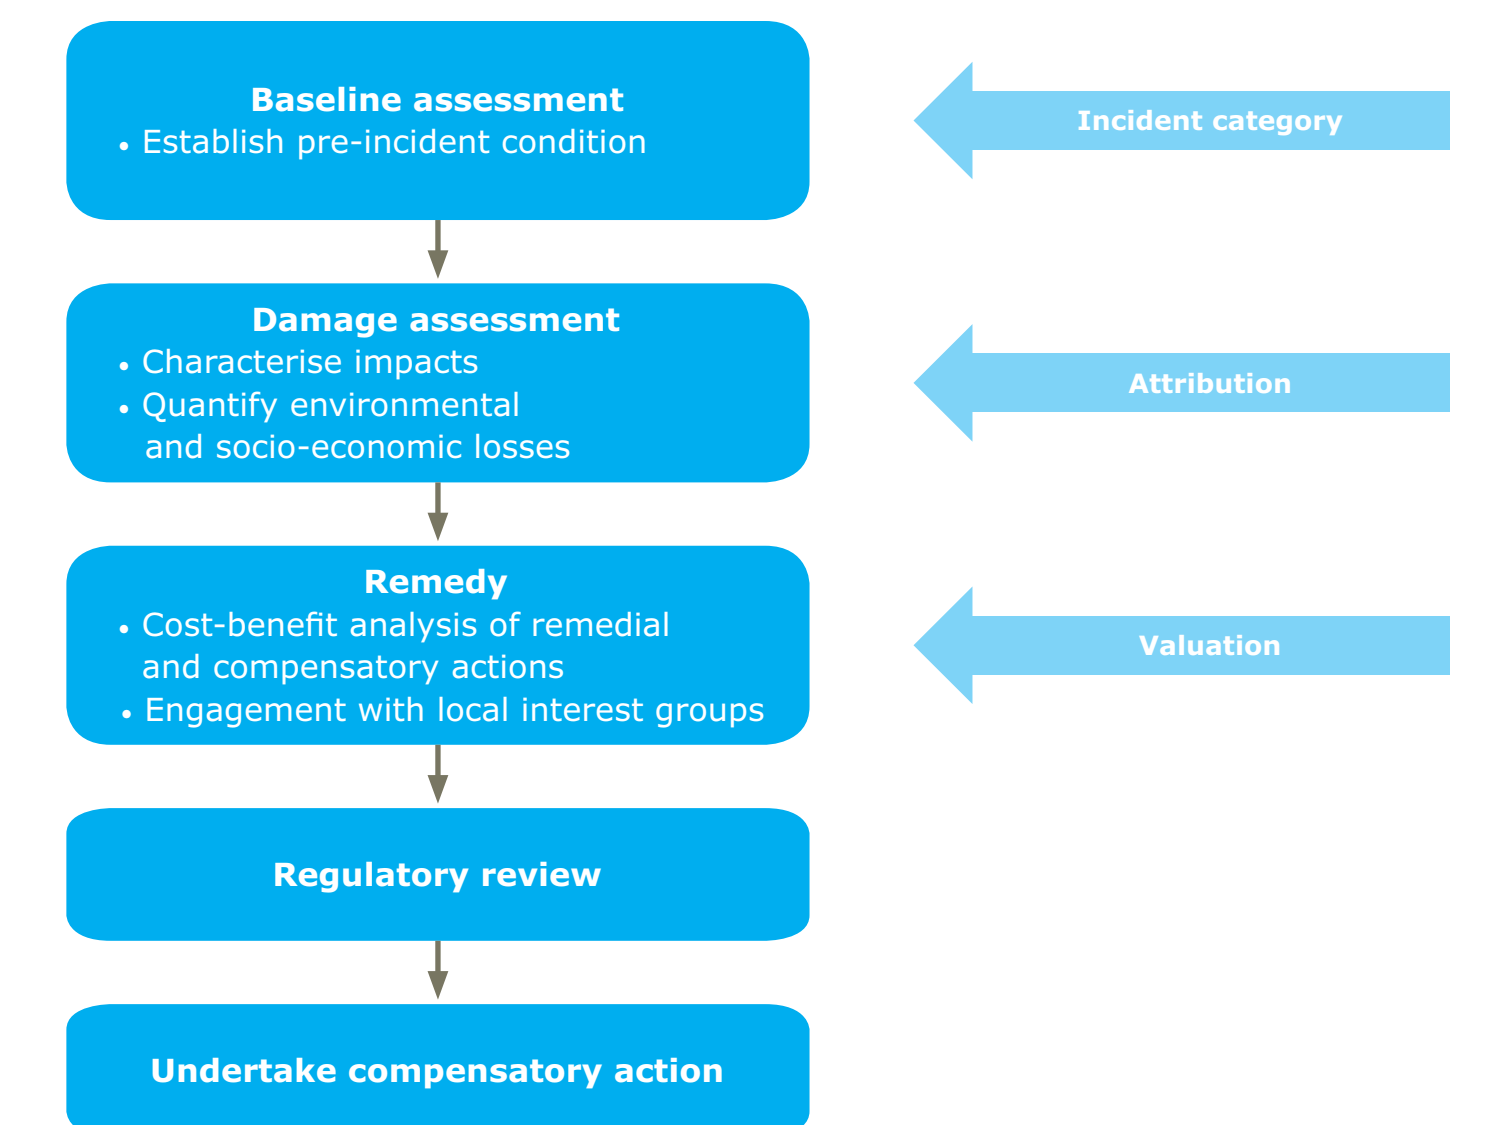 Baseline assessment
• Establish pre-incident condition
Incident category
Damage assessment
• Characterise impacts
• Quantify environmental
and socio-economic losses
Attribution
Remedy
• Cost-benefit analysis of remedial
and compensatory actions
• Engagement with local interest groups
Valuation
Regulatory review
Undertake compensatory action